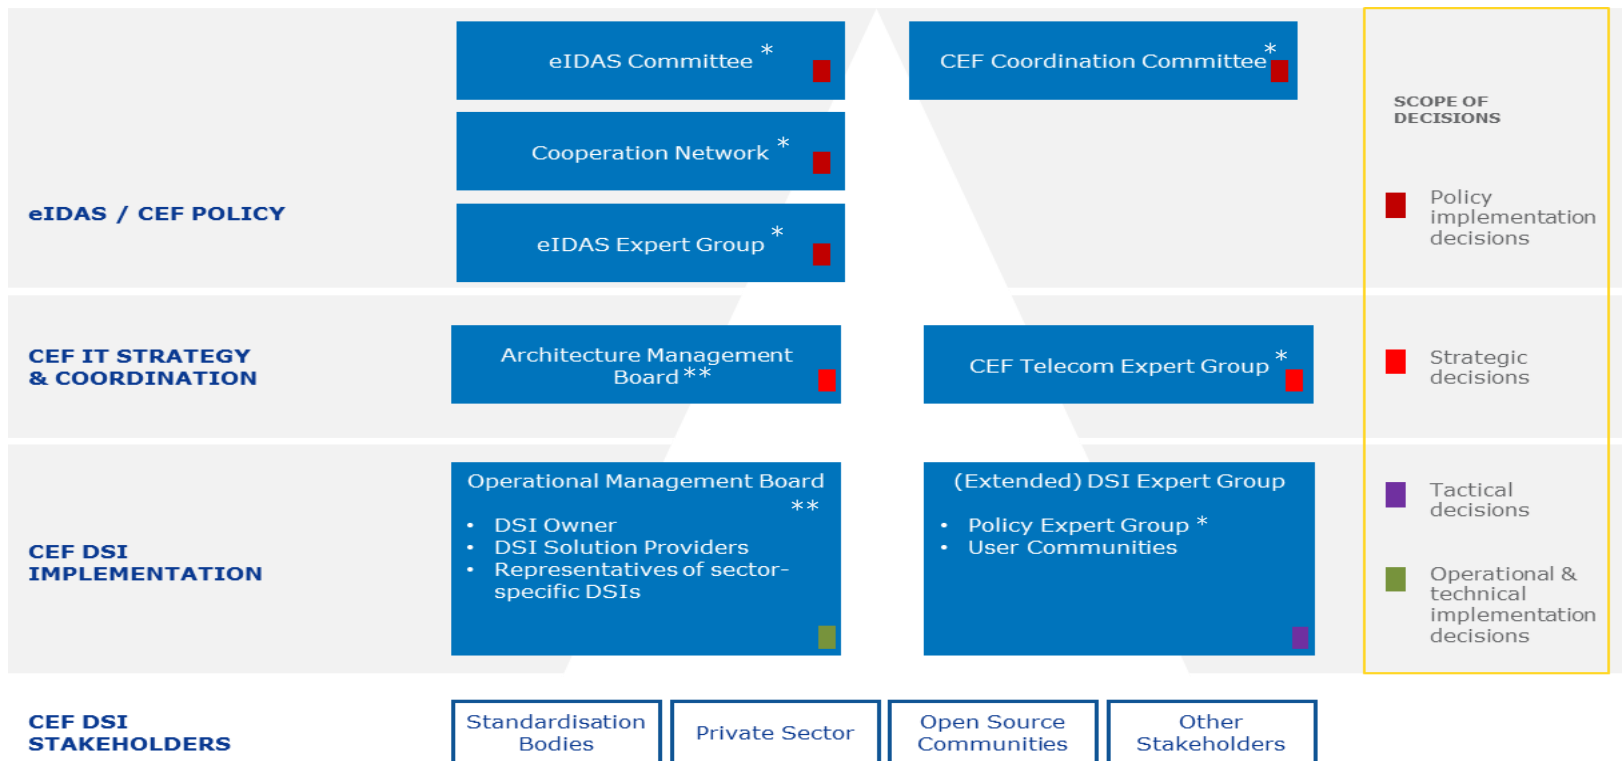 eIDAS Committee *
CEF Coordination Committee *
Cooperation Network *
eIDAS / CEF POLICY
eIDAS Expert Group *
SCOPE OF
DECISIONS
Policy
implementation
decisions
CEF IT STRATEGY
& COORDINATION
Architecture Management
Board **
CEF Telecom Expert Group *
Strategic
decisions
CEF DSI
IMPLEMENTATION
Operational Management Board
**
• DSI Owner
• DSI Solution Providers
• Representatives of sector-
specific DSIs
(Extended) DSI Expert Group
• Policy Expert Group *
• User Communities
Tactical
decisions
Operational &
technical
implementation
decisions
CEF DSI
STAKEHOLDERS
Standardisation
Bodies
Private Sector
Open Source
Communities
Other
Stakeholders